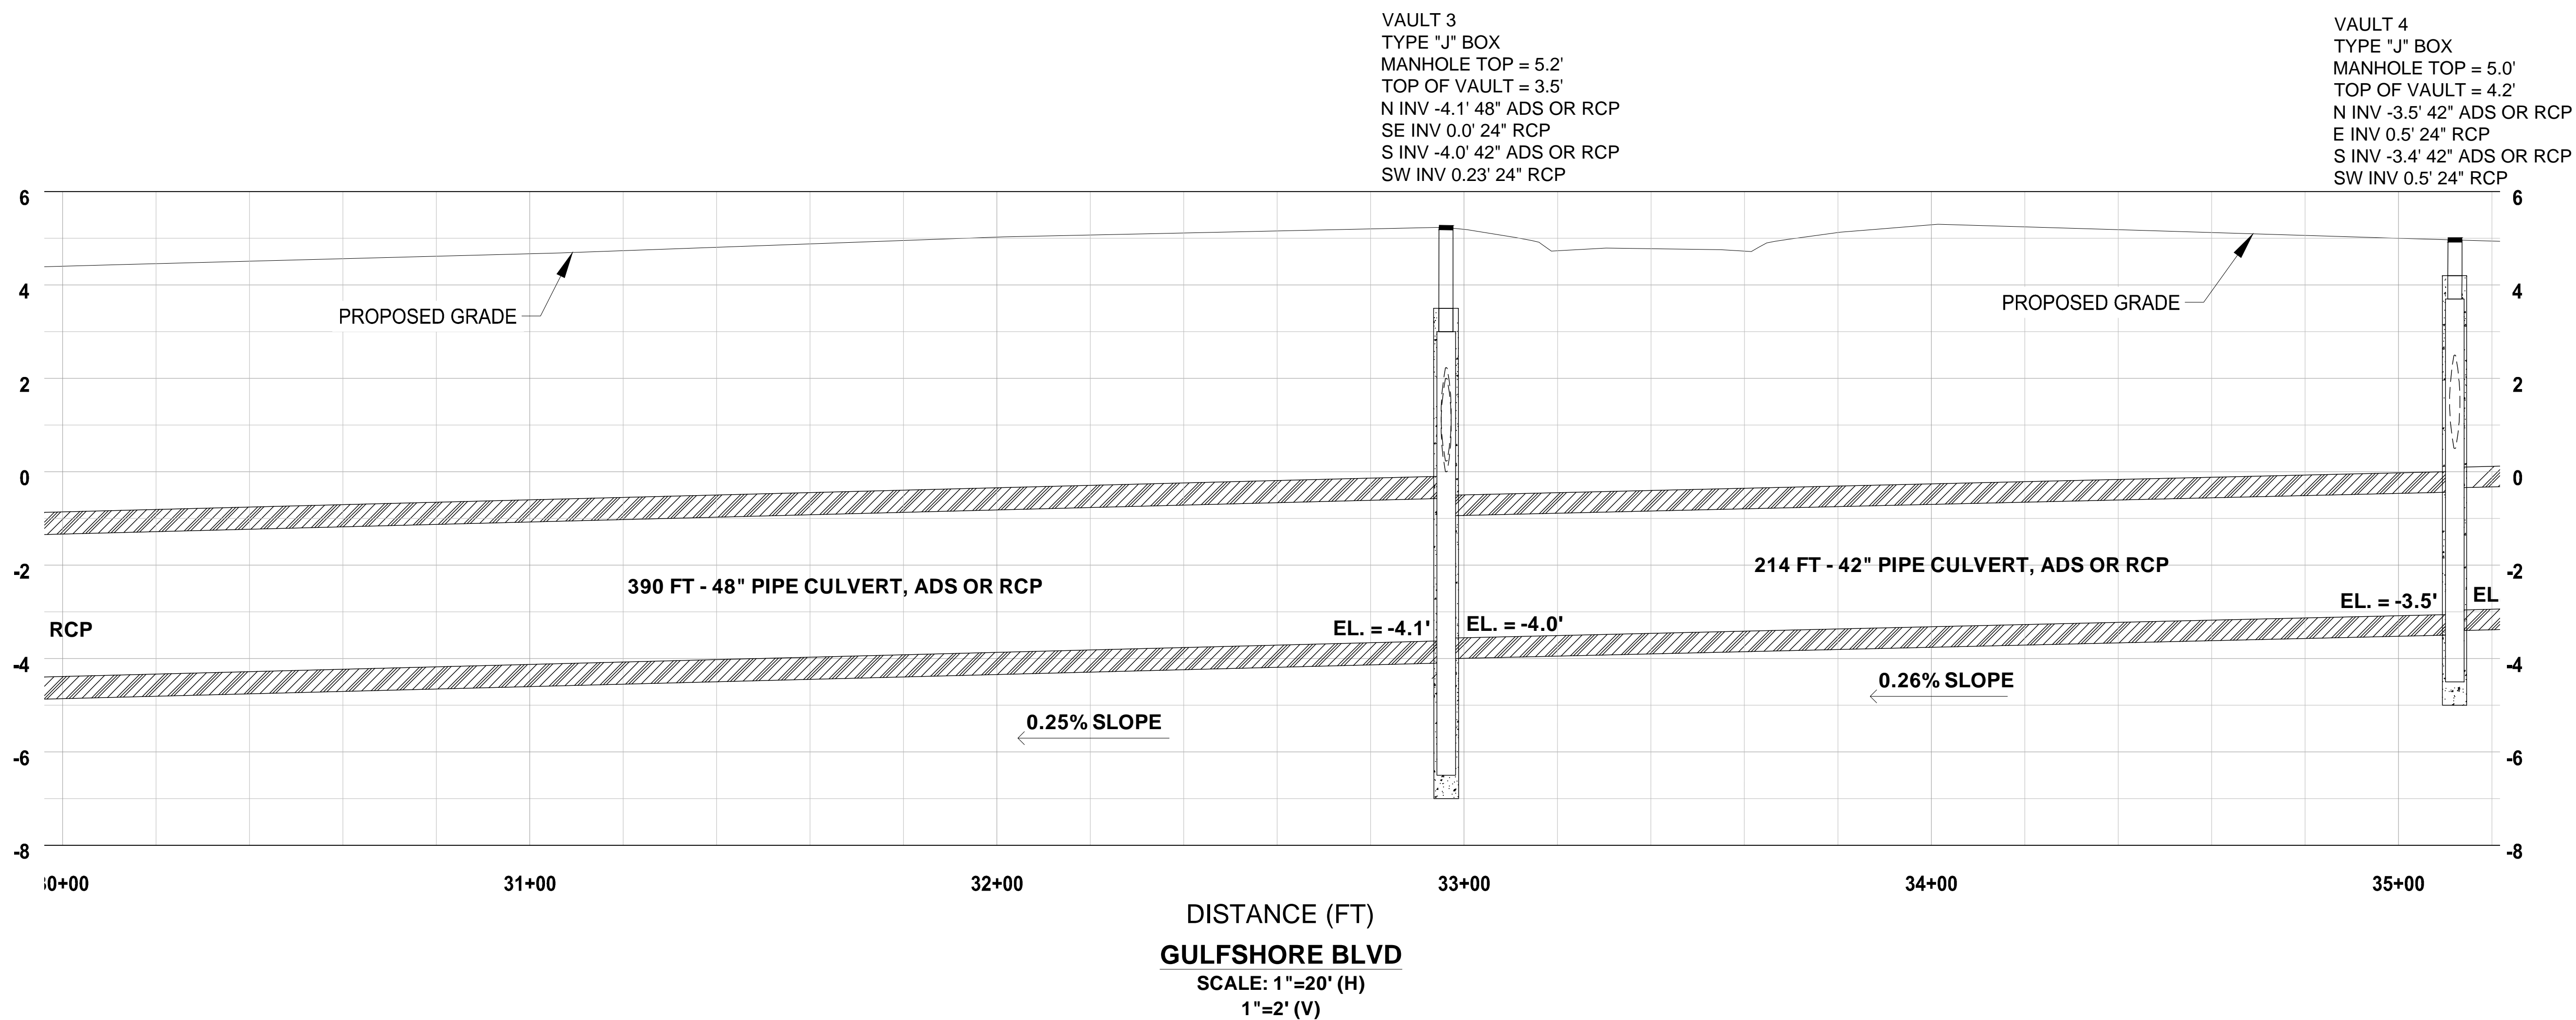 VAULT 3
TYPE "J" BOX
MANHOLE TOP = 5.2'
TOP OF VAULT = 3.5'
N INV -4.1' 48" ADS OR RCP
SE INV 0.0' 24" RCP
S INV -4.0' 42" ADS OR RCP
SW INV 0.23' 24" RCP
VAULT 4
TYPE "J" BOX
MANHOLE TOP = 5.0'
TOP OF VAULT = 4.2'
N INV -3.5' 42" ADS OR RCP
E INV 0.5' 24" RCP
S INV -3.4' 42" ADS OR RCP
SW INV 0.5' 24" RCP
6 6
4 4
PROPOSED GRADE
PROPOSED GRADE
2 2
0 0
-2 -2
390 FT - 48" PIPE CULVERT, ADS OR RCP
214 FT - 42" PIPE CULVERT, ADS OR RCP
RCP
EL. = -4.1'
EL. = -4.0'
EL. = -3.5'
EL
-4 -4
0.25% SLOPE
0.26% SLOPE
-6 -6
-8 -8
30+00 31+00 32+00 33+00 34+00 35+00
DISTANCE (FT)
GULFSHORE BLVD
SCALE: 1"=20' (H)
1"=2' (V)